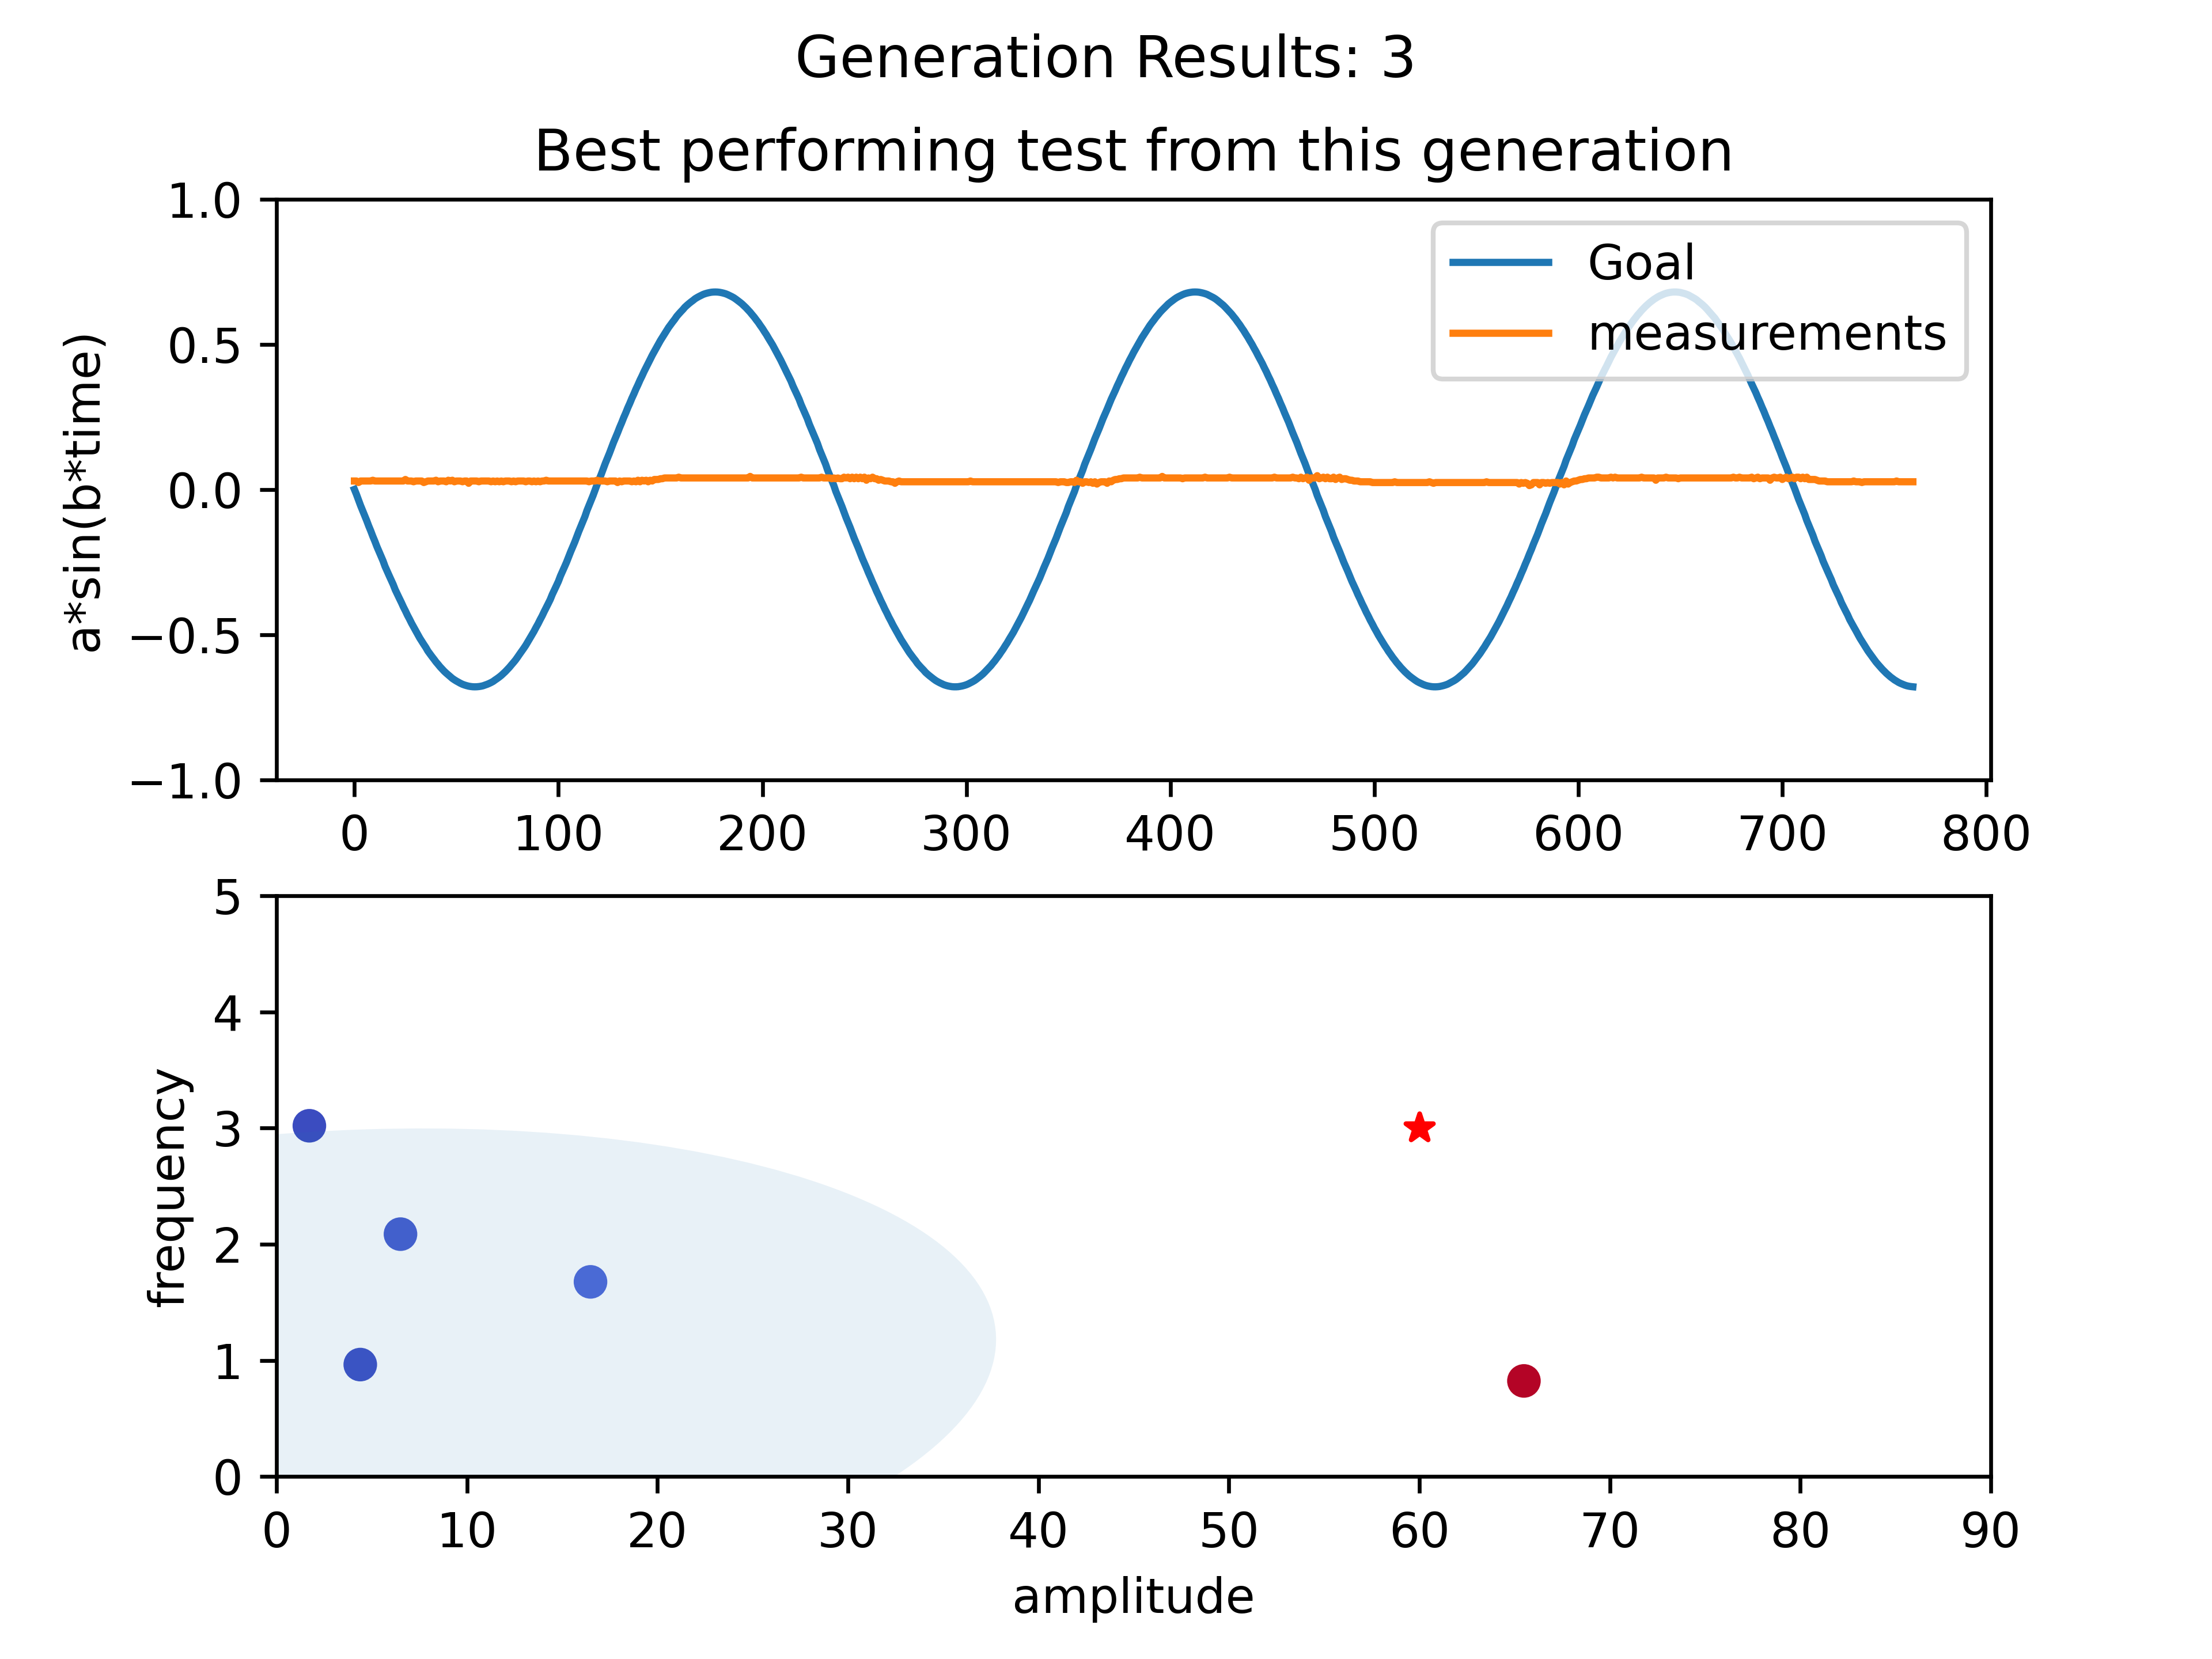 Generation Results: 3
Best performing test from this generation
1.0
0.5
0.0
−0.5
−1.0
a*sin(b*time)
Goal
measurements
0 100 200 300 400 500 600 700 800
5
4
3
2
1
0
frequency
0 10 20 30 40 50 60 70 80 90
amplitude